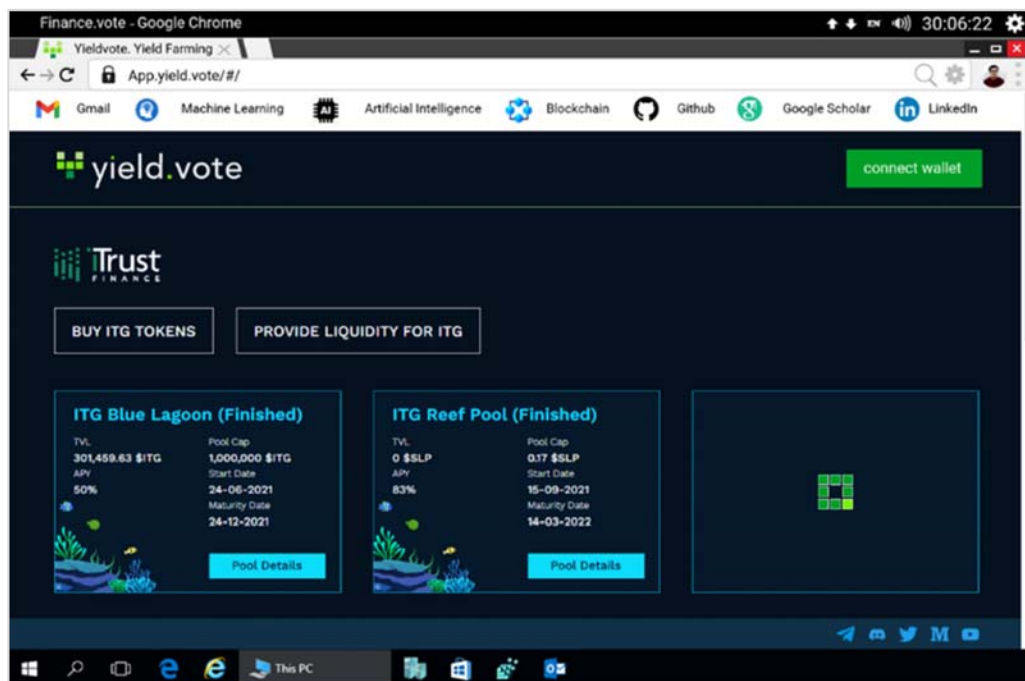 Finance.vote - Google Chrome
EN
30:06:22
Yieldvote. Yield Farming
App.yield.vote/#/
Gmail
Machine Learning
AI
Artificial Intelligence
Blockchain
Github
Google Scholar
in
LinkedIn
yield.vote
connect wallet
iTrust
FINANCE
BUY ITG TOKENS
PROVIDE LIQUIDITY FOR ITG
ITG Blue Lagoon (Finished)
TVL
Pool Cap
301,459.63 $ITG
1,000,000 $ITG
APY
Start Date
50%
24-06-2021
Maturity Date
24-12-2021
Pool Details
ITG Reef Pool (Finished)
TVL
Pool Cap
0 $SLP
0.17 $SLP
APY
Start Date
83%
15-09-2021
Maturity Date
14-03-2022
Pool Details
This PC